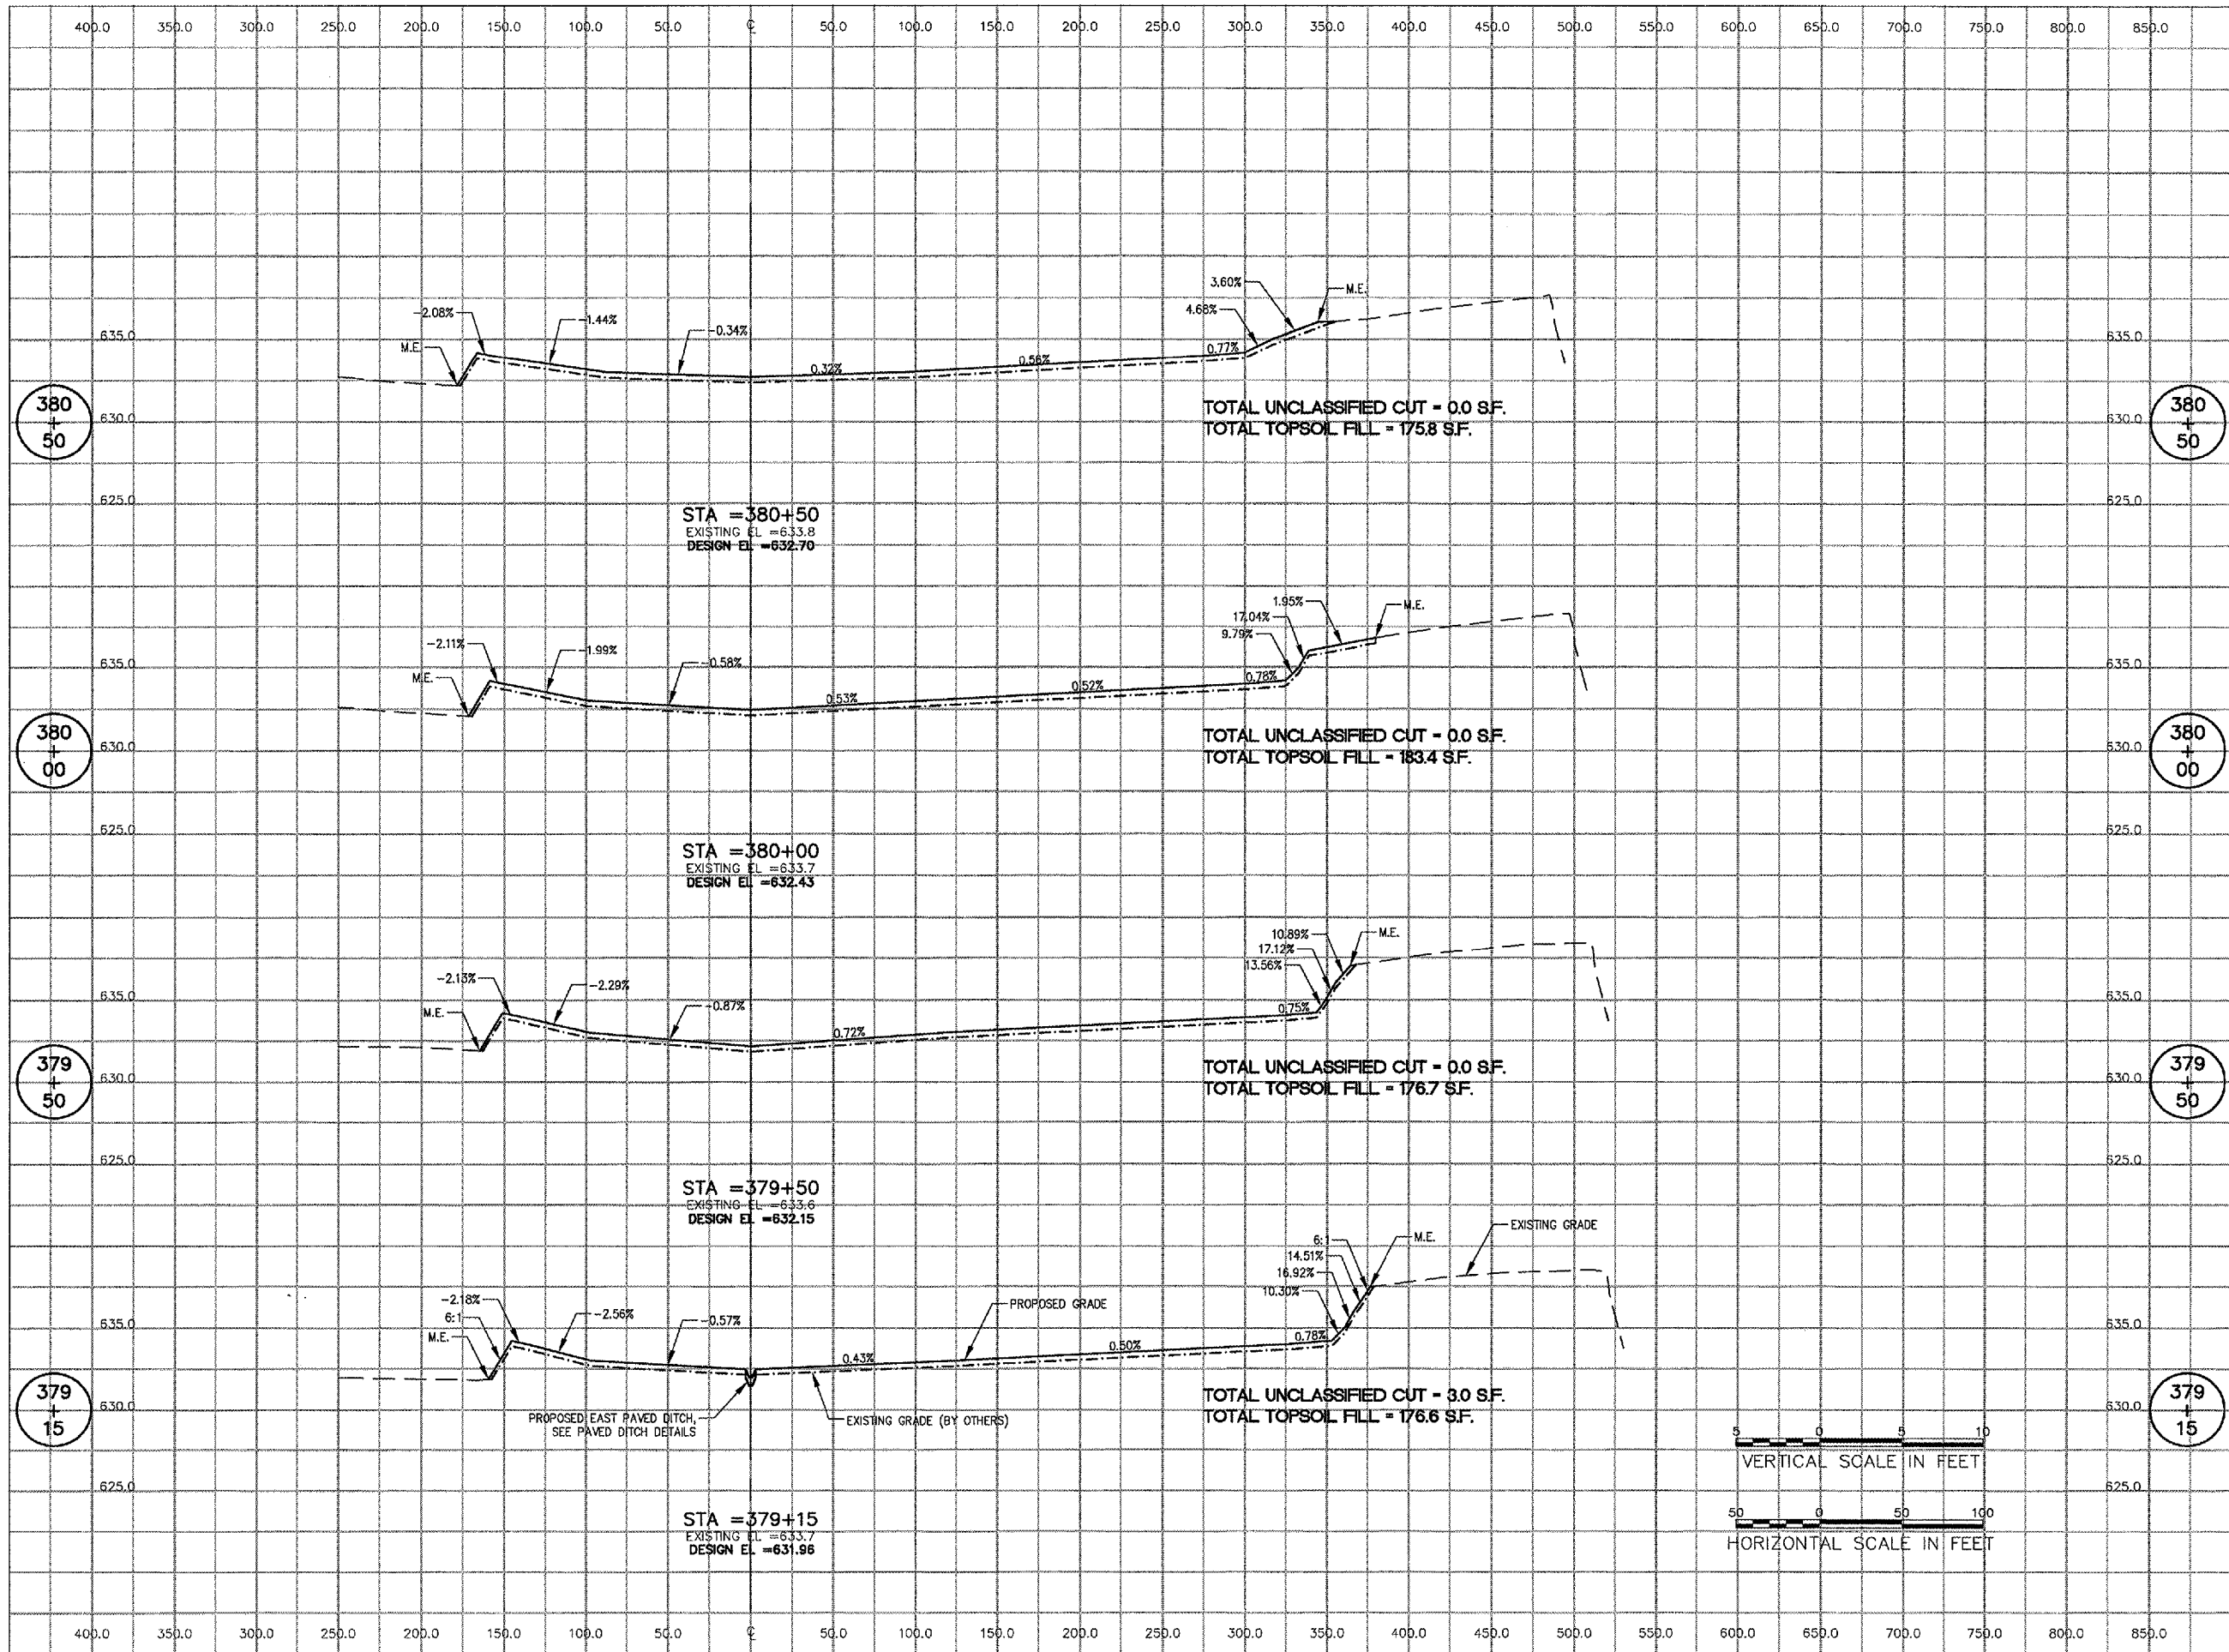 400.0 350.0 300.0 250.0 200.0 150.0 100.0 50.0 ℄ 50.0 100.0 150.0 200.0 250.0 300.0 350.0 400.0 450.0 500.0 550.0 600.0 650.0 700.0 750.0 800.0 850.0
3.60%
M.E.
4.68%
-2.08%
-1.44%
-0.34%
635.0
M.E.
0.32%
0.56%
0.77%
635.0
380
+
50
630.0
TOTAL UNCLASSIFIED CUT = 0.0 S.F.
TOTAL TOPSOIL FILL = 175.8 S.F.
630.0
380
+
50
625.0
625.0
STA =380+50
EXISTING EL =633.8
DESIGN EL =632.70
1.95%
M.E.
17.04%
9.79%
-2.11%
-1.99%
-0.58%
635.0
M.E.
0.53%
0.52%
0.78%
635.0
380
+
00
630.0
TOTAL UNCLASSIFIED CUT = 0.0 S.F.
TOTAL TOPSOIL FILL = 183.4 S.F.
630.0
380
+
00
625.0
625.0
STA =380+00
EXISTING EL =633.7
DESIGN EL =632.43
10.89%
M.E.
17.12%
13.56%
-2.13%
-2.29%
-0.87%
635.0
M.E.
0.72%
0.75%
635.0
379
+
50
630.0
TOTAL UNCLASSIFIED CUT = 0.0 S.F.
TOTAL TOPSOIL FILL = 176.7 S.F.
630.0
379
+
50
625.0
625.0
STA =379+50
EXISTING EL =633.6
DESIGN EL =632.15
EXISTING GRADE
6:1
M.E.
14.51%
16.92%
10.30%
-2.18%
6:1
-2.56%
-0.57%
PROPOSED GRADE
635.0
M.E.
0.43%
0.50%
0.78%
635.0
379
+
15
630.0
PROPOSED EAST PAVED DITCH,
SEE PAVED DITCH DETAILS
EXISTING GRADE (BY OTHERS)
TOTAL UNCLASSIFIED CUT = 3.0 S.F.
TOTAL TOPSOIL FILL = 176.6 S.F.
630.0
379
+
15
5 0 5 10
VERTICAL SCALE IN FEET
625.0
625.0
50 0 50 100
HORIZONTAL SCALE IN FEET
STA =379+15
EXISTING EL =633.7
DESIGN EL =631.96
400.0 350.0 300.0 250.0 200.0 150.0 100.0 50.0 ℄ 50.0 100.0 150.0 200.0 250.0 300.0 350.0 400.0 450.0 500.0 550.0 600.0 650.0 700.0 750.0 800.0 850.0